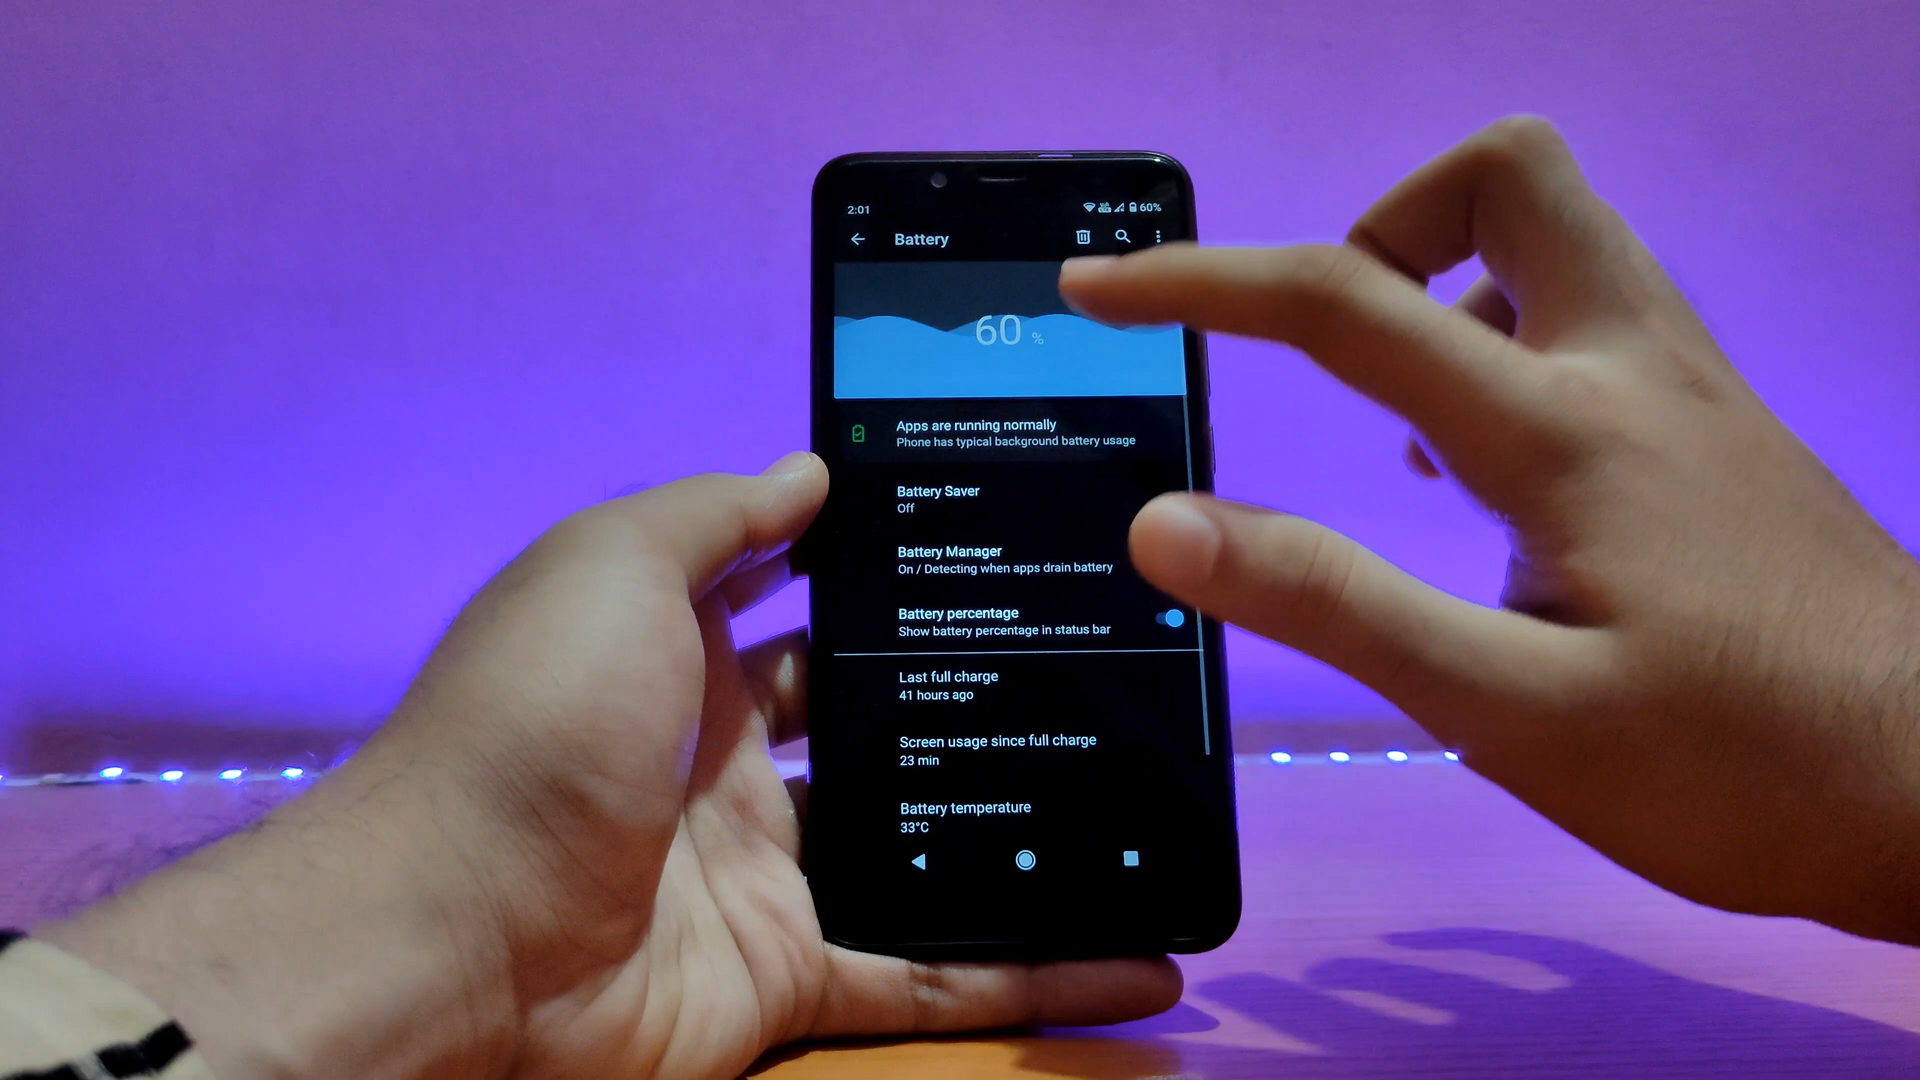 2:01
60%
Battery
60 %
Apps are running normally
Phone has typical background battery usage
Battery Saver
Off
Battery Manager
On / Detecting when apps drain battery
Battery percentage
Show battery percentage in status bar
Last full charge
41 hours ago
Screen usage since full charge
23 min
Battery temperature
33°C